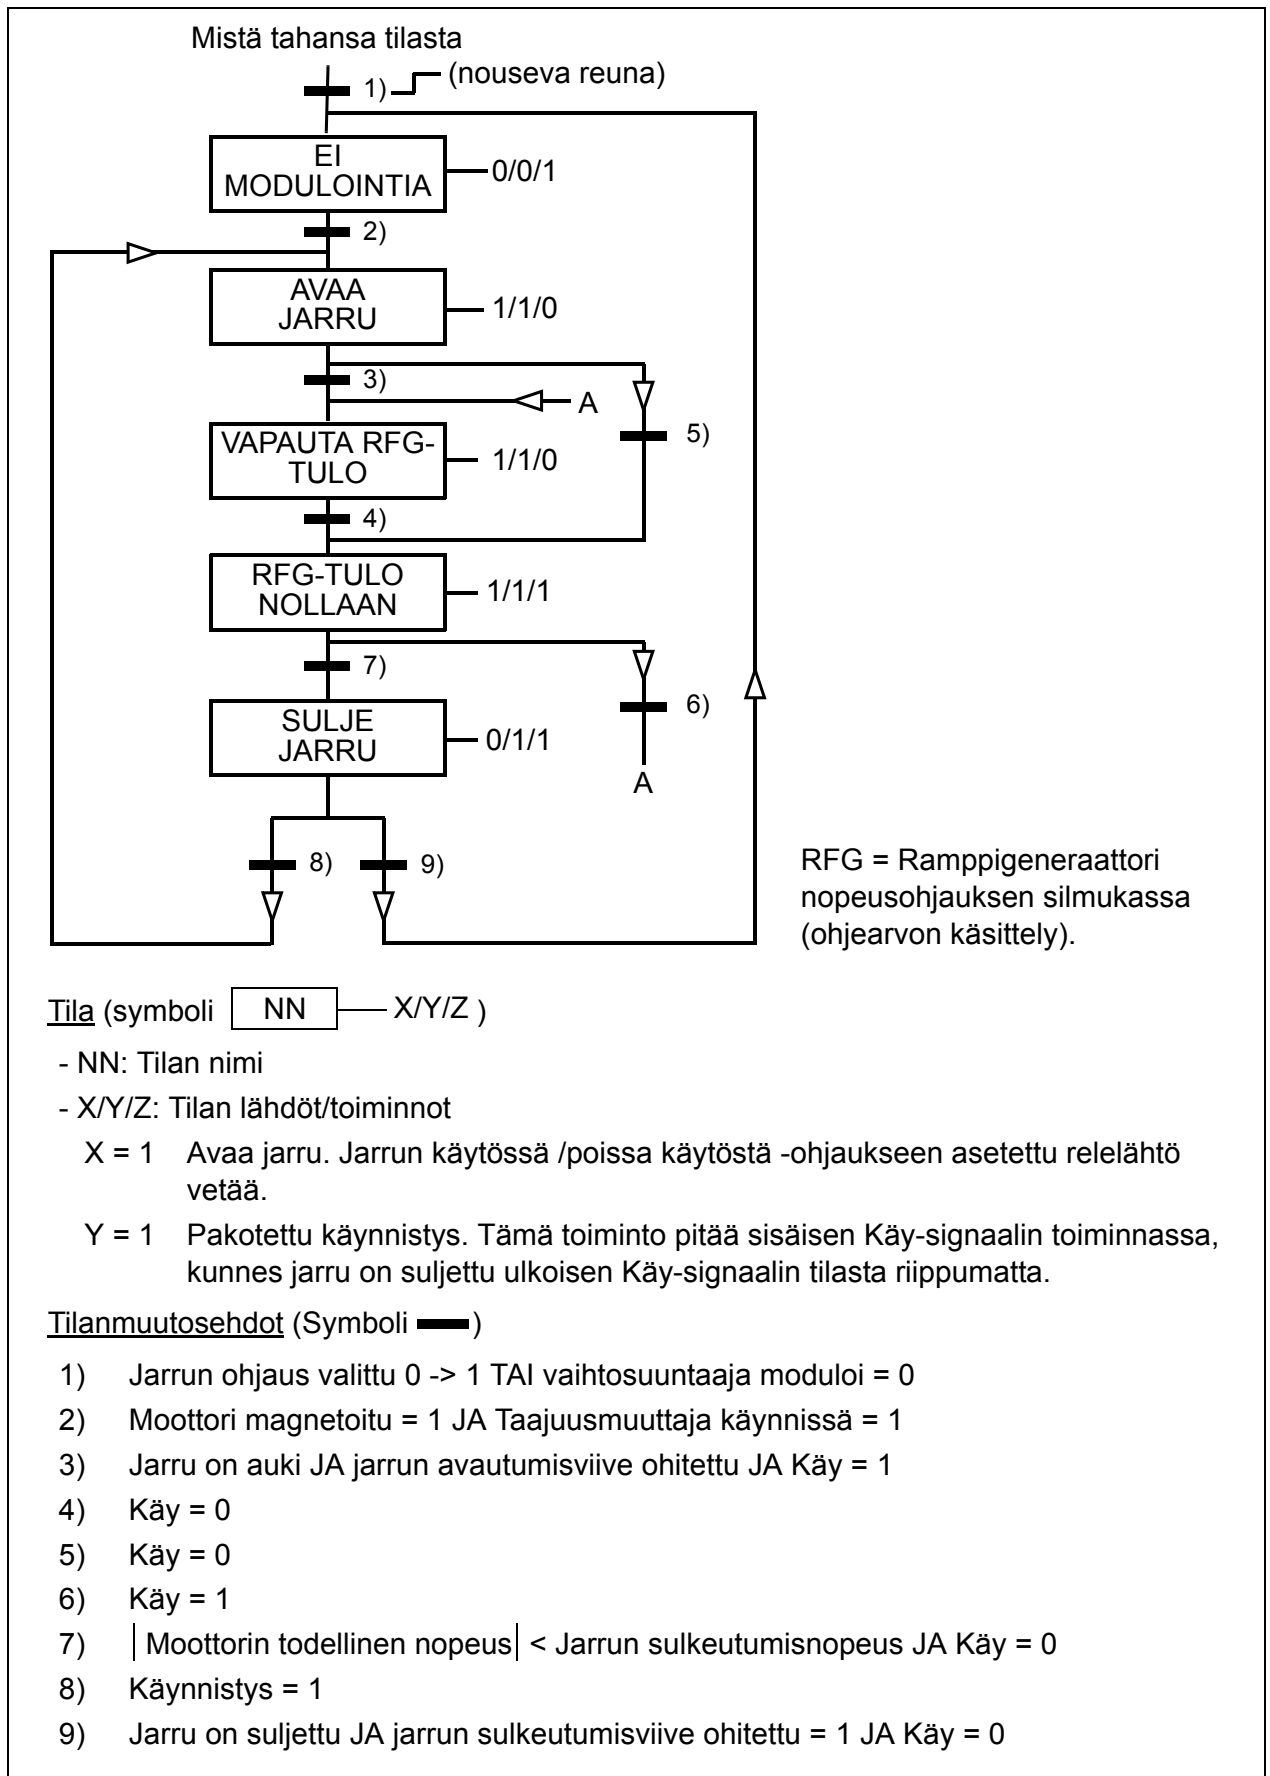 Mistä tahansa tilasta
1)
(nouseva reuna)
EI
MODULOINTIA
0/0/1
2)
AVAA
JARRU
1/1/0
3)
A
5)
VAPAUTA RFG-
TULO
1/1/0
4)
RFG-TULO
NOLLAAN
1/1/1
7)
6)
SULJE
JARRU
0/1/1
A
8)
9)
RFG = Ramppigeneraattori
nopeusohjauksen silmukassa
(ohjearvon käsittely).
Tila (symboli NN X/Y/Z )
- NN: Tilan nimi
- X/Y/Z: Tilan lähdöt/toiminnot
X = 1 Avaa jarru. Jarrun käytössä /poissa käytöstä -ohjaukseen asetettu relelähtö
vetää.
Y = 1 Pakotettu käynnistys. Tämä toiminto pitää sisäisen Käy-signaalin toiminnassa,
kunnes jarru on suljettu ulkoisen Käy-signaalin tilasta riippumatta.
Tilanmuutosehdot (Symboli )
1) Jarrun ohjaus valittu 0 -> 1 TAI vaihtosuuntaaja moduloi = 0
2) Moottori magnetoitu = 1 JA Taajuusmuuttaja käynnissä = 1
3) Jarru on auki JA jarrun avautumisviive ohitettu JA Käy = 1
4) Käy = 0
5) Käy = 0
6) Käy = 1
7) | Moottorin todellinen nopeus| < Jarrun sulkeutumisnopeus JA Käy = 0
8) Käynnistys = 1
9) Jarru on suljettu JA jarrun sulkeutumisviive ohitettu = 1 JA Käy = 0